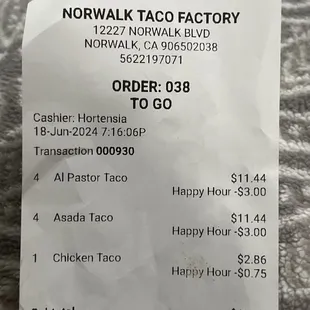 NORWALK TACO FACTORY
12227 NORWALK BLVD
NORWALK, CA 906502038
5622197071
ORDER: 038
TO GO
Cashier: Hortensia
18-Jun-2024 7:16:06P
Transaction 000930
4 Al Pastor Taco $11.44
Happy Hour -$3.00
4 Asada Taco $11.44
Happy Hour -$3.00
1 Chicken Taco $2.86
Happy Hour -$0.75